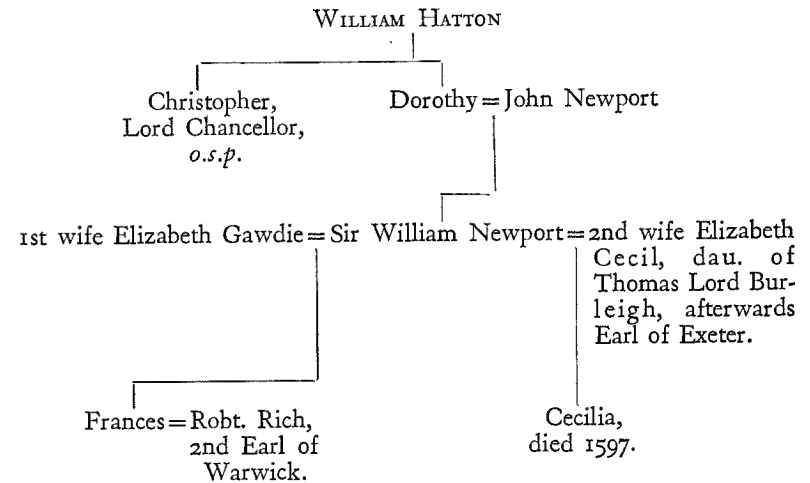 WILLIAM HATTON
Christopher,
Lord Chancellor,
o.s.p.
Dorothy = John Newport
1st wife Elizabeth Gawdie = Sir William Newport = 2nd wife Elizabeth
Cecil, dau. of
Thomas Lord Bur-
leigh, afterwards
Earl of Exeter.
Frances = Robt. Rich,
2nd Earl of
Warwick.
Cecilia,
died 1597.